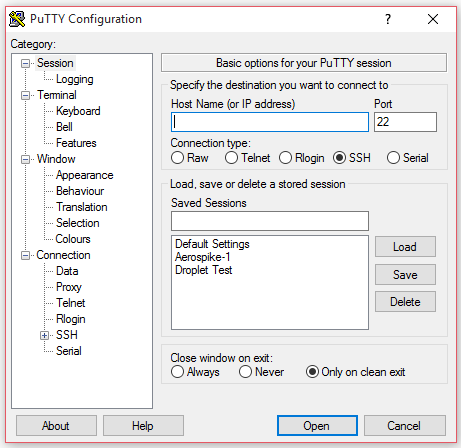 PuTTY Configuration
?
Category:
Session
Logging
Terminal
Keyboard
Bell
Features
Window
Appearance
Behaviour
Translation
Selection
Colours
Connection
Data
Proxy
Telnet
Rlogin
SSH
Serial
Basic options for your PuTTY session
Specify the destination you want to connect to
Host Name (or IP address) Port
22
Connection type:
Raw Telnet Rlogin SSH Serial
Load, save or delete a stored session
Saved Sessions
Default Settings
Aerospike-1
Droplet Test
Load
Save
Delete
Close window on exit:
Always Never Only on clean exit
About Help Open Cancel